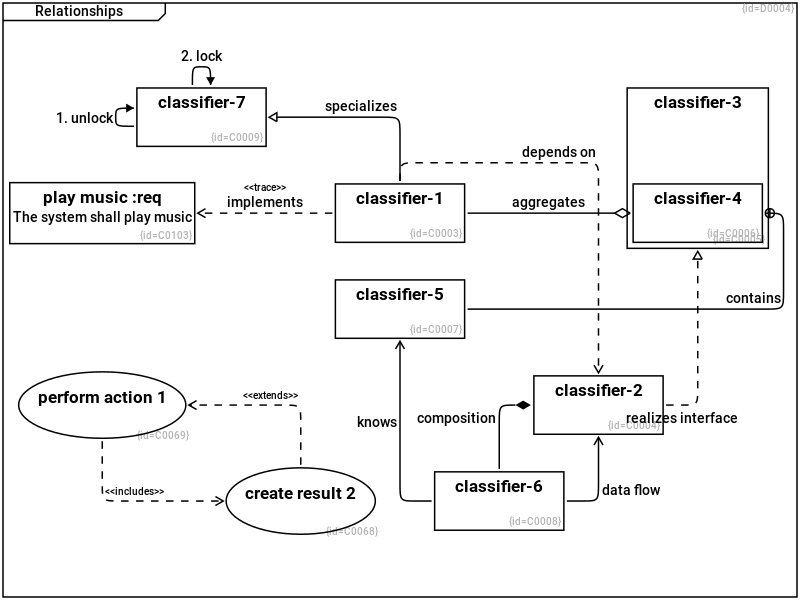 Relationships
{id=D0004}
2. lock
classifier-7
1. unlock
{id=C0009}
specializes
classifier-3
depends on
<<trace>>
implements
play music :req
The system shall play music
{id=C0103}
classifier-1
{id=C0003}
aggregates
classifier-4
{id=C0006}
{id=C0005}
classifier-5
{id=C0007}
contains
classifier-2
{id=C0004}
realizes interface
perform action 1
{id=C0069}
<<extends>>
knows
composition
<<includes>>
create result 2
{id=C0068}
classifier-6
{id=C0008}
data flow